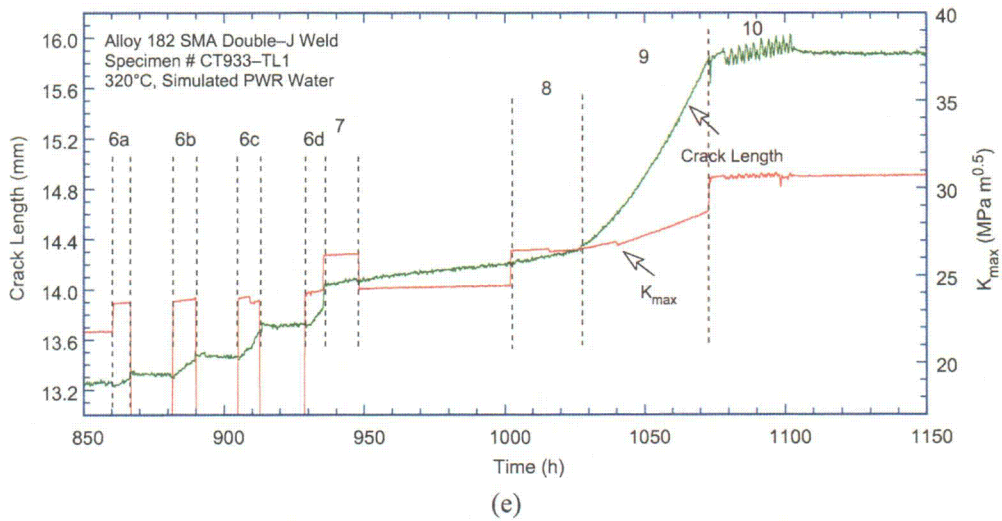 Alloy 182 SMA Double–J Weld
Specimen # CT933–TL1
320°C, Simulated PWR Water
6a
6b
6c
6d
7
8
9
10
Crack Length
Kmax
16.0
15.6
15.2
14.8
14.4
14.0
13.6
13.2
Crack Length (mm)
40
35
30
25
20
Kmax (MPa m0.5)
850
900
950
1000
1050
1100
1150
Time (h)
(e)